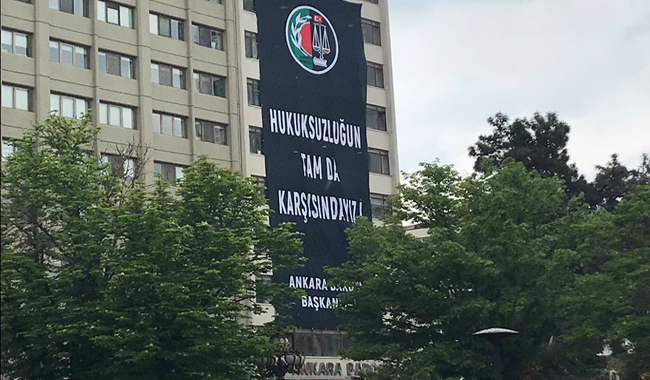 HUKUKSUZLUĞUN
TAM DA
KARŞISINDAYIZ !
ANKARA
ANKARA